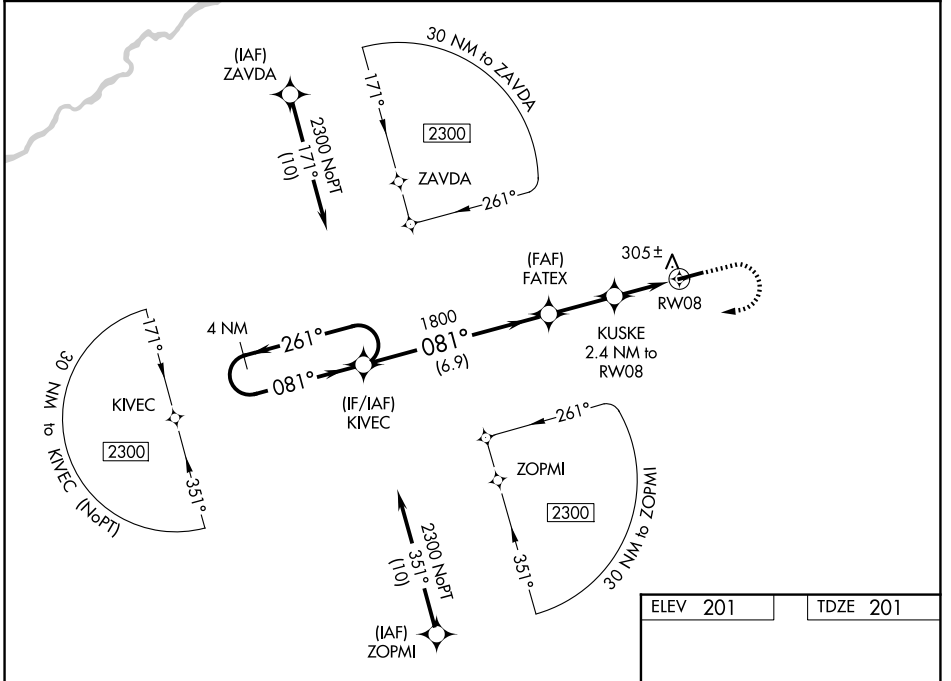 (IAF)
ZAVDA
2300 NoPT
171°
(10)
30 NM to ZAVDA
171°
2300
ZAVDA
261°
(FAF)
FATEX
305±
RW08
KUSKE
2.4 NM to
RW08
1800
081°
(6.9)
4 NM
261°
081°
(IF/IAF)
KIVEC
171°
KIVEC
2300
351°
30 NM to KIVEC (NoPT)
261°
ZOPMI
2300
351°
30 NM to ZOPMI
2300 NoPT
351°
(10)
(IAF)
ZOPMI
ELEV 201
TDZE 201